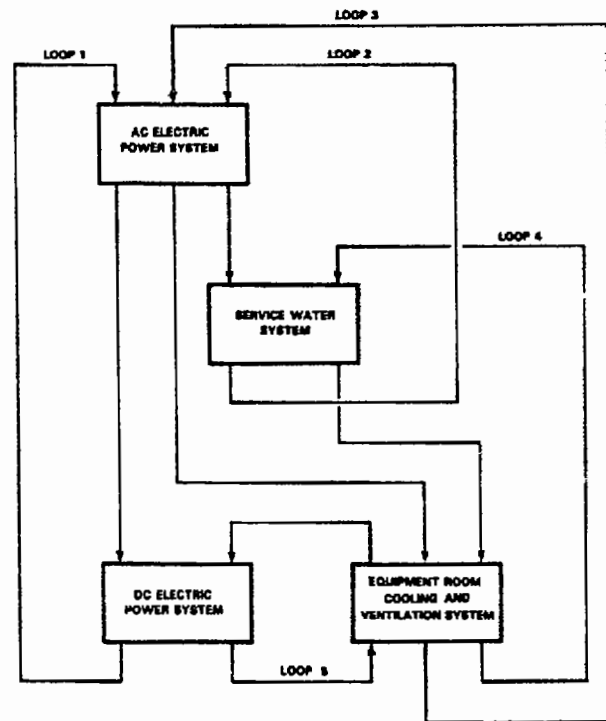 LOOP 3
LOOP 1
LOOP 2
AC ELECTRIC
POWER SYSTEM
LOOP 4
SERVICE WATER
SYSTEM
DC ELECTRIC
POWER SYSTEM
EQUIPMENT ROOM
COOLING AND
VENTILATION SYSTEM
LOOP 5